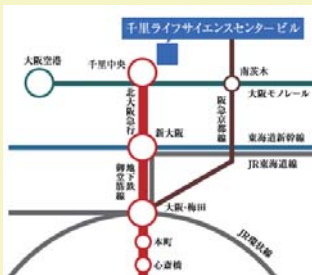 千里ライフサイエンスセンタービル
大阪空港
千里中央
南茨木
大阪モノレール
北大阪急行
阪急京都線
新大阪
東海道新幹線
JR東海道線
地下鉄
御堂筋線
大阪・梅田
本町
JR環状線
心斎橋